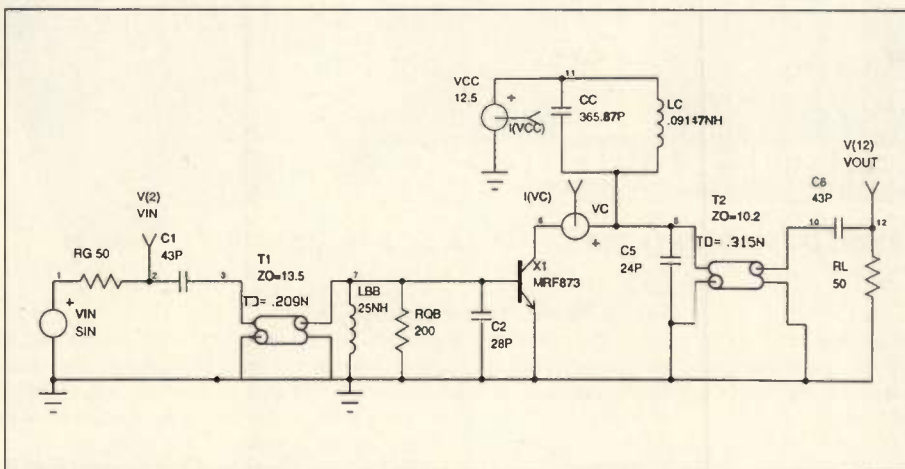 11
VCC
12.5
+
I(VCC)
CC
365.87P
LC
.09147NH
V(12)
VOUT
C6
43P
I(VC)
T2
ZO=10.2
V(2)
VIN
C1
43P
6
VC
+
8
10
12
T1
ZO=13.5
TD= .315N
RG 50
C5
24P
RL
50
1
2
3
7
X1
MRF873
+
VIN
SIN
TD= .209N
LBB
25NH
RQB
200
C2
28P